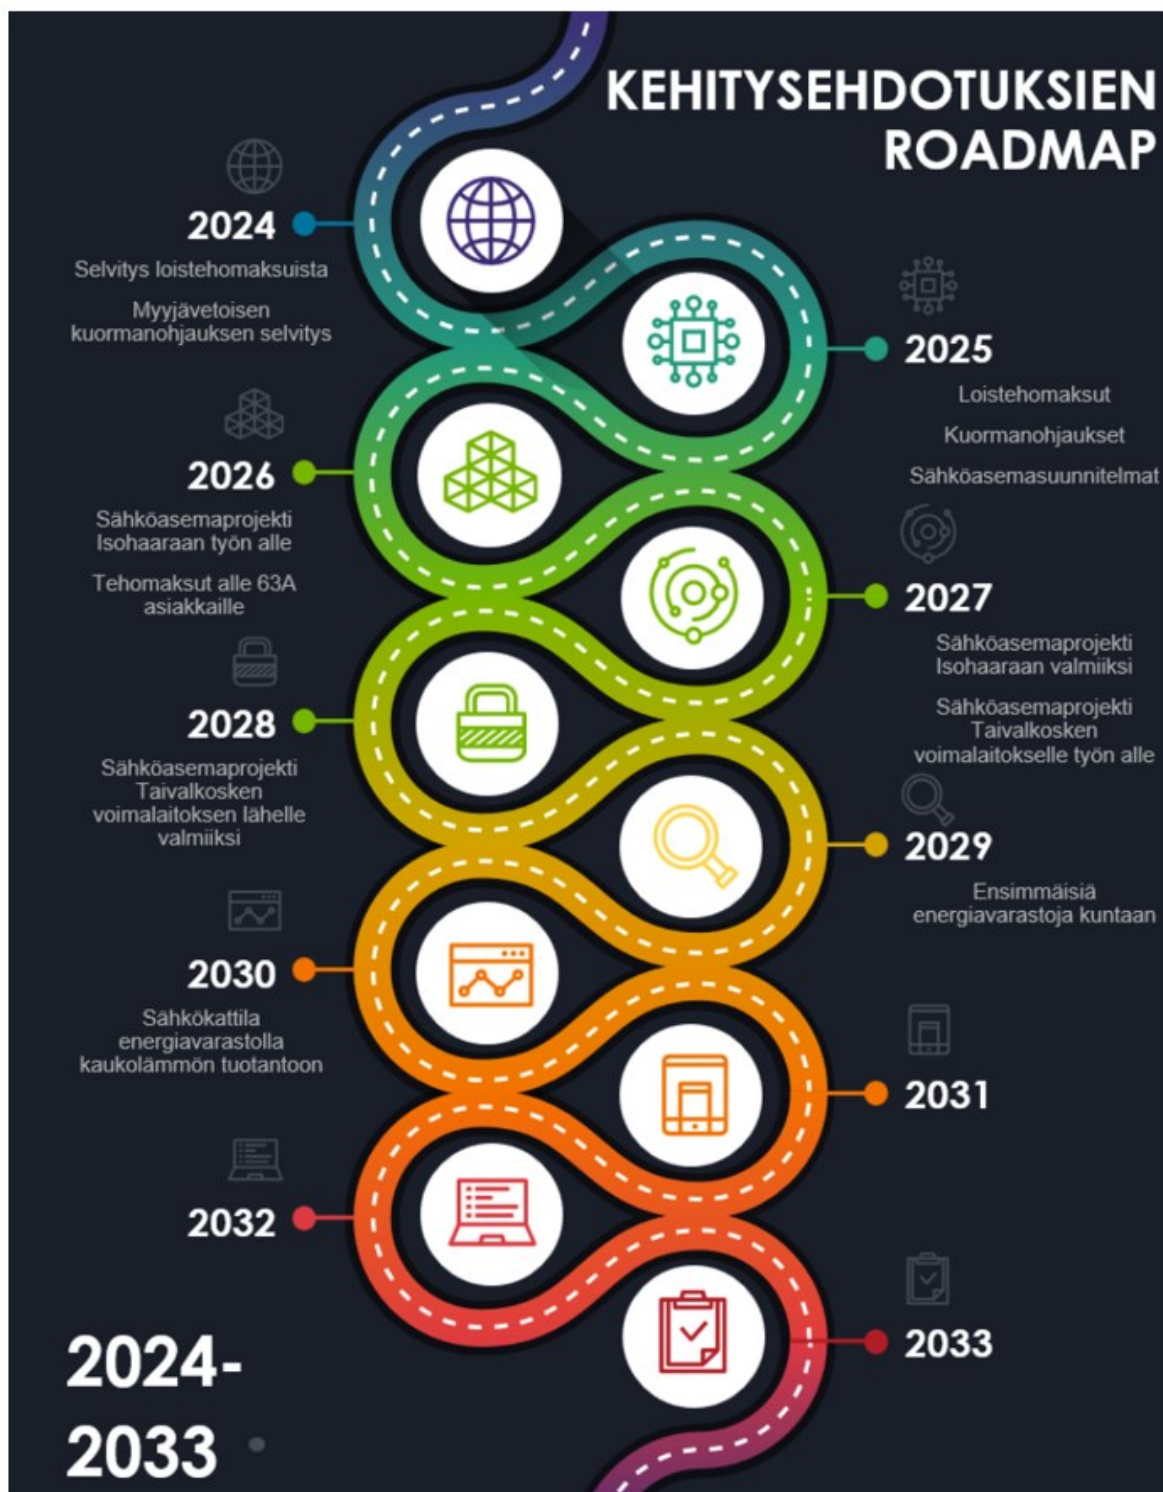 KEHITYSEHDOTUKSIEN
ROADMAP
2024
Selvitys loistehomaksuista
Myyjävetoisen
kuormanohjauksen selvitys
2025
Loistehomaksut
Kuormanohjaukset
Sähköasemasuunnitelmat
2026
Sähköasemaprojekti
Isohaaraan työn alle
Tehomaksut alle 63A
asiakkaille
2027
Sähköasemaprojekti
Isohaaraan valmiiksi
Sähköasemaprojekti
Taivalkosken
voimalaitokselle työn alle
2028
Sähköasemaprojekti
Taivalkosken
voimalaitoksen lähelle
valmiiksi
2029
Ensimmäisiä
energiavarastoja kuntaan
2030
Sähkökattila
energiavarastolla
kaukolämmön tuotantoon
2031
2032
2033
2024-
2033